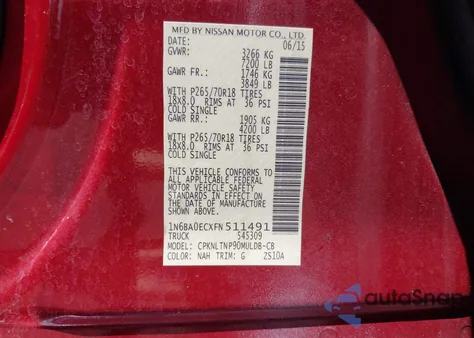 MFD BY NISSAN MOTOR CO., LTD.
DATE: 06/15
GVWR: 3266 KG
7200 LB
GAWR FR.: 1746 KG
3849 LB
WITH P265/70R18 TIRES
18X8.0 RIMS AT 36 PSI
COLD SINGLE
GAWR RR.: 1905 KG
4200 LB
WITH P265/70R18 TIRES
18X8.0 RIMS AT 36 PSI
COLD SINGLE
THIS VEHICLE CONFORMS TO
ALL APPLICABLE FEDERAL
MOTOR VEHICLE SAFETY
STANDARDS IN EFFECT ON
THE DATE OF MANUFACTURE
SHOWN ABOVE.
1N6BA0ECXFN511491
TRUCK 545309
MODEL: CPKNLTNP90MULDB-CB
COLOR: NAH TRIM: G ZS10A
autoSnap